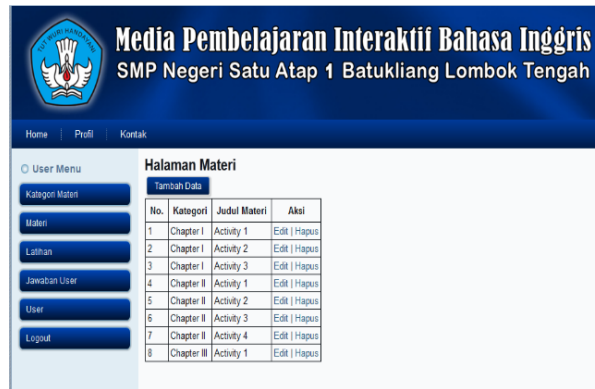 TUT WURI HANDAYANI
Media Pembelajaran Interaktif Bahasa Inggris
SMP Negeri Satu Atap 1 Batukliang Lombok Tengah
Home | Profil | Kontak
User Menu
Kategori Materi
Materi
Latihan
Jawaban User
User
Logout
Halaman Materi
Tambah Data
No. Kategori Judul Materi Aksi
1 Chapter I Activity 1 Edit | Hapus
2 Chapter I Activity 2 Edit | Hapus
3 Chapter I Activity 3 Edit | Hapus
4 Chapter II Activity 1 Edit | Hapus
5 Chapter II Activity 2 Edit | Hapus
6 Chapter II Activity 3 Edit | Hapus
7 Chapter II Activity 4 Edit | Hapus
8 Chapter III Activity 1 Edit | Hapus